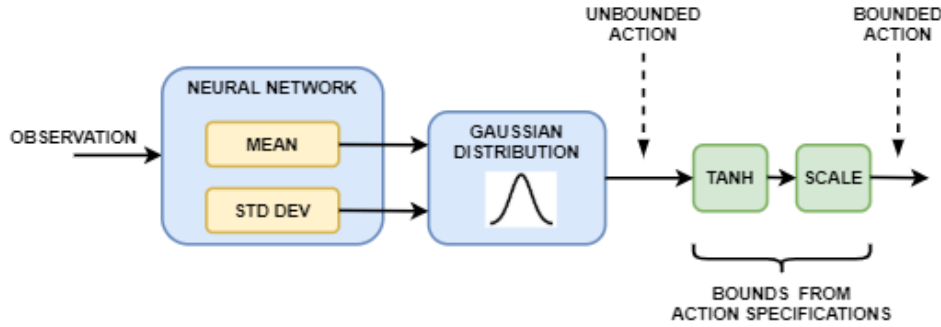 UNBOUNDED
ACTION
BOUNDED
ACTION
NEURAL NETWORK
OBSERVATION
MEAN
STD DEV
GAUSSIAN
DISTRIBUTION
TANH
SCALE
BOUNDS FROM
ACTION SPECIFICATIONS